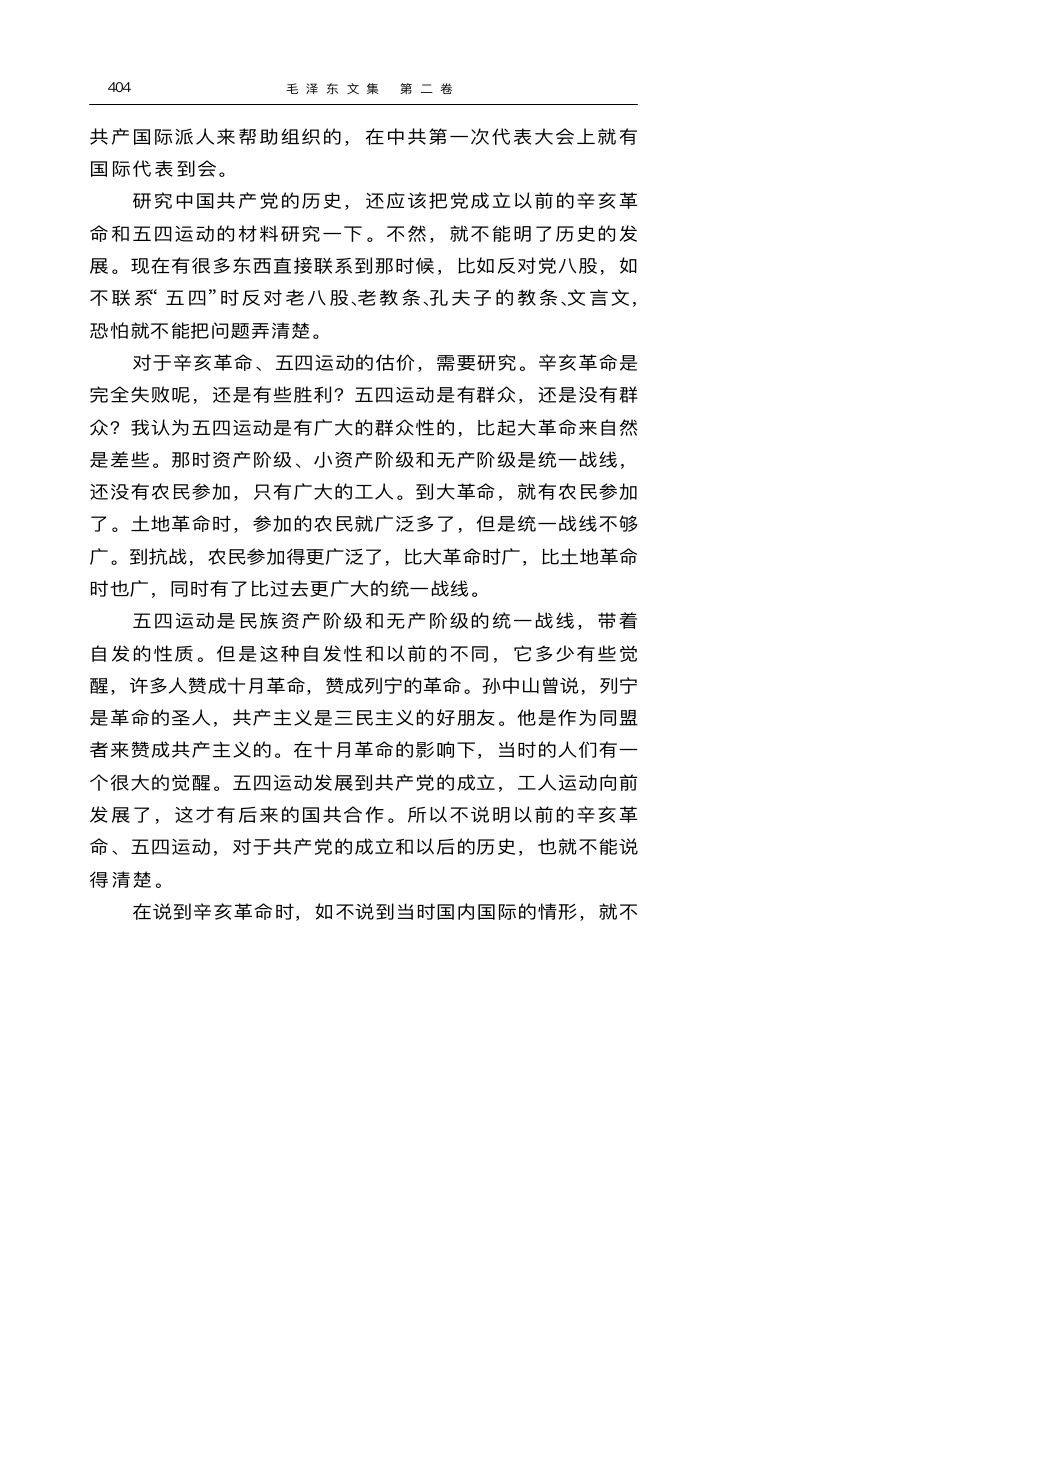 404
毛泽东文集 第二卷
共产国际派人来帮助组织的，在中共第一次代表大会上就有
国际代表到会。
研究中国共产党的历史，还应该把党成立以前的辛亥革
命和五四运动的材料研究一下。不然，就不能明了历史的发
展。现在有很多东西直接联系到那时候，比如反对党八股，如
不联系“五四”时反对老八股、老教条、孔夫子的教条、文言文，
恐怕就不能把问题弄清楚。
对于辛亥革命、五四运动的估价，需要研究。辛亥革命是
完全失败呢，还是有些胜利？五四运动是有群众，还是没有群
众？我认为五四运动是有广大的群众性的，比起大革命来自然
是差些。那时资产阶级、小资产阶级和无产阶级是统一战线，
还没有农民参加，只有广大的工人。到大革命，就有农民参加
了。土地革命时，参加的农民就广泛多了，但是统一战线不够
广。到抗战，农民参加得更广泛了，比大革命时广，比土地革命
时也广，同时有了比过去更广大的统一战线。
五四运动是民族资产阶级和无产阶级的统一战线，带着
自发的性质。但是这种自发性和以前的不同，它多少有些觉
醒，许多人赞成十月革命，赞成列宁的革命。孙中山曾说，列宁
是革命的圣人，共产主义是三民主义的好朋友。他是作为同盟
者来赞成共产主义的。在十月革命的影响下，当时的人们有一
个很大的觉醒。五四运动发展到共产党的成立，工人运动向前
发展了，这才有后来的国共合作。所以不说明以前的辛亥革
命、五四运动，对于共产党的成立和以后的历史，也就不能说
得清楚。
在说到辛亥革命时，如不说到当时国内国际的情形，就不